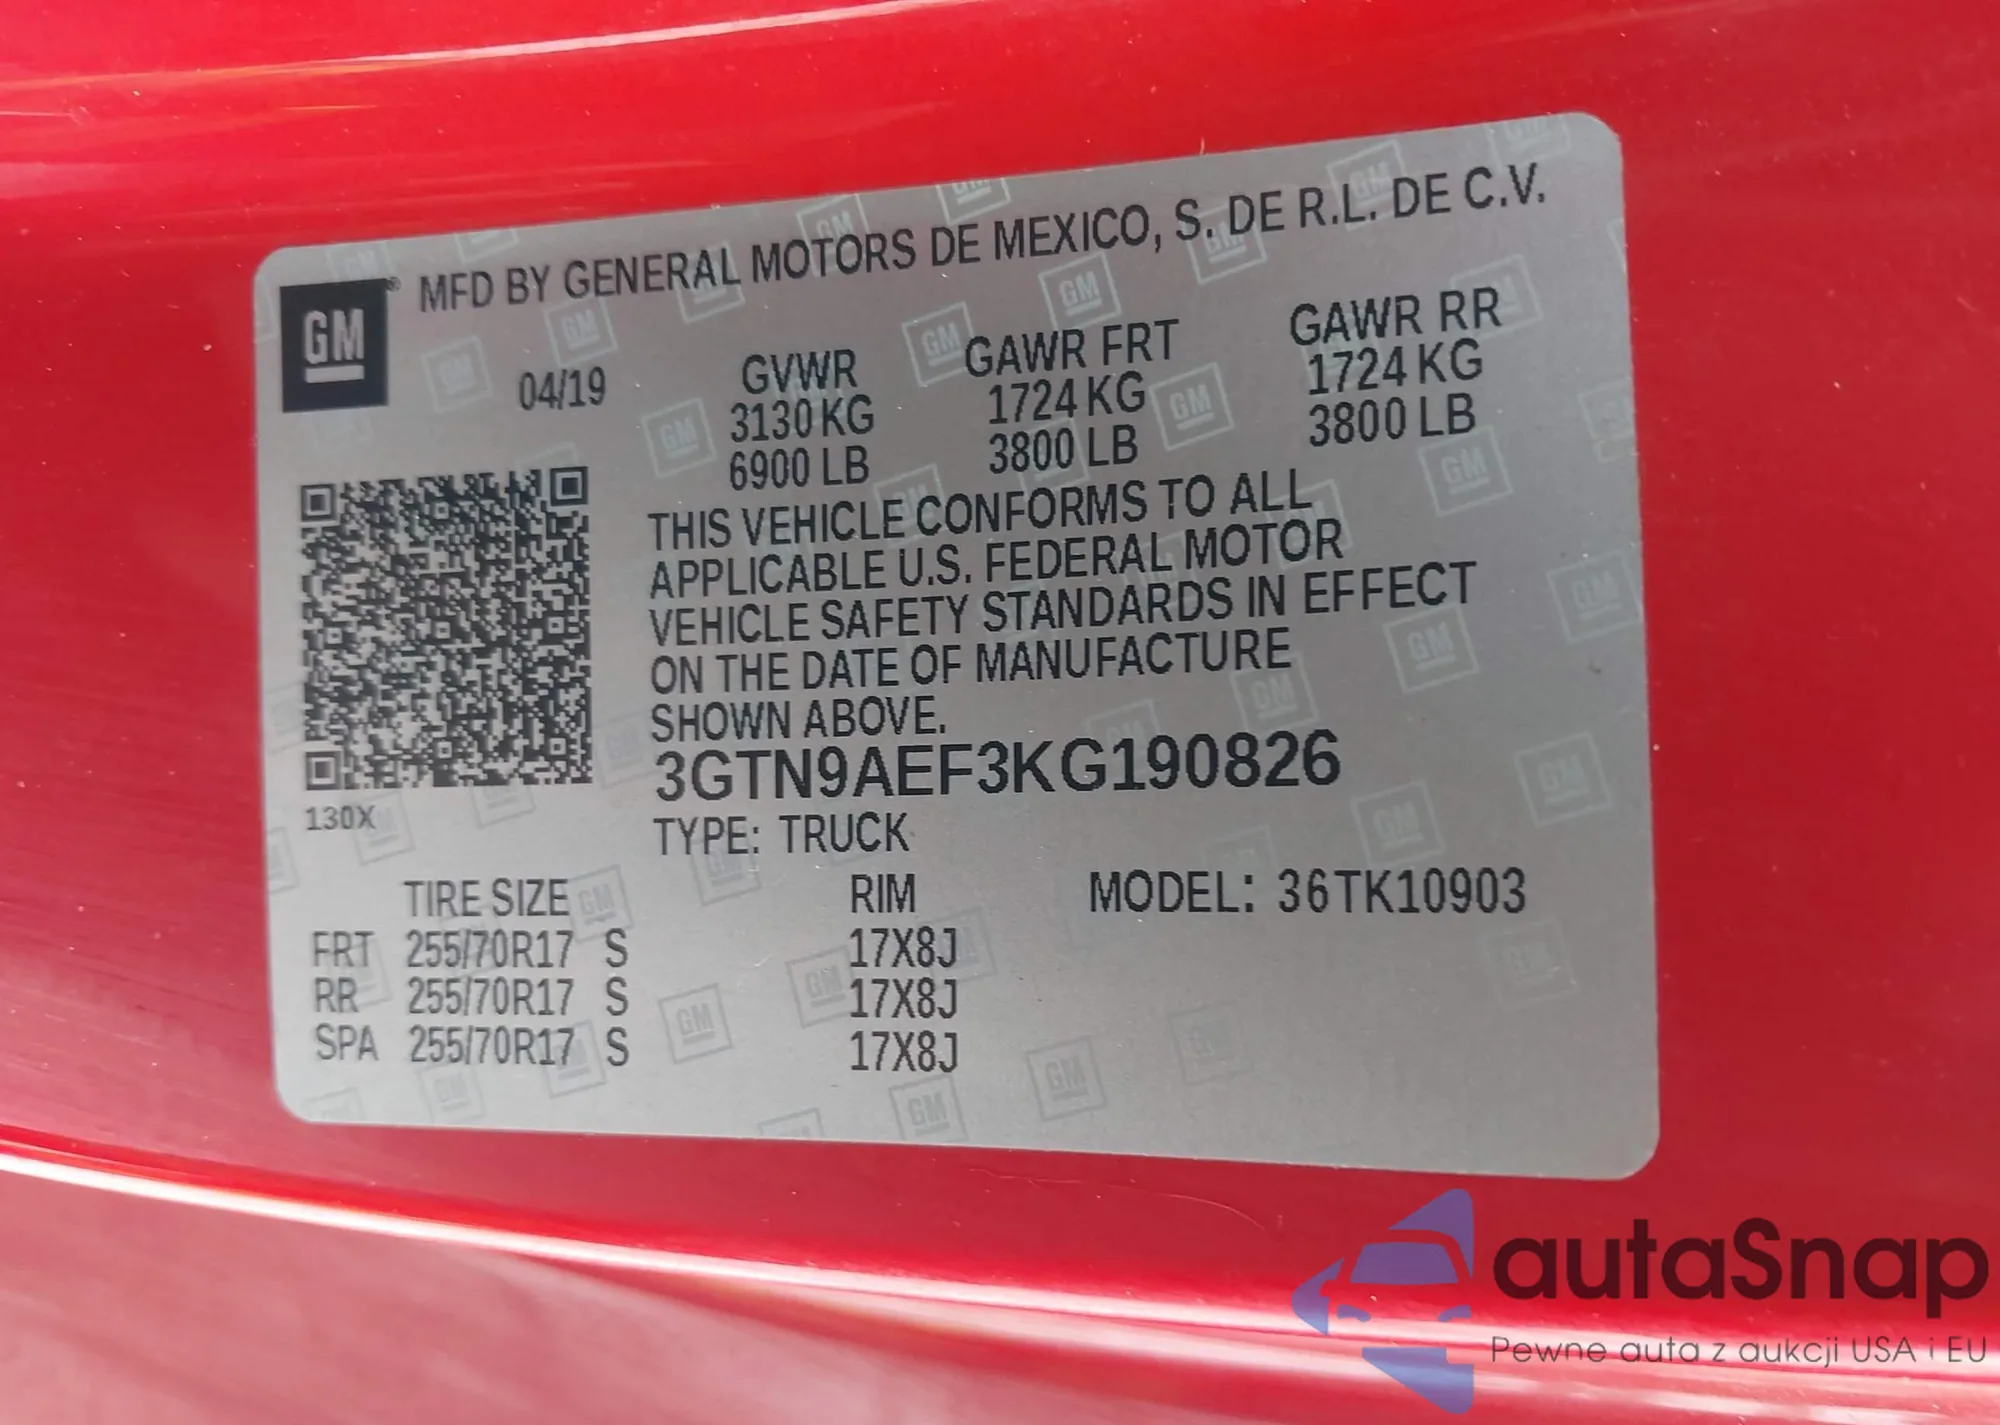 MFD BY GENERAL MOTORS DE MEXICO, S. DE R.L. DE C.V.
GM®
04/19
GVWR GAWR FRT GAWR RR
3130 KG 1724 KG 1724 KG
6900 LB 3800 LB 3800 LB
THIS VEHICLE CONFORMS TO ALL
APPLICABLE U.S. FEDERAL MOTOR
VEHICLE SAFETY STANDARDS IN EFFECT
ON THE DATE OF MANUFACTURE
SHOWN ABOVE.
3GTN9AEF3KG190826
130X
TYPE: TRUCK
TIRE SIZE RIM MODEL: 36TK10903
FRT 255/70R17 S 17X8J
RR 255/70R17 S 17X8J
SPA 255/70R17 S 17X8J
autaSnap
Pewne auta z aukcji USA i EU